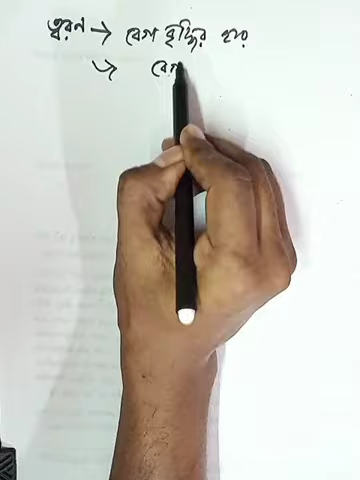 ত্বরণ → বেগ বৃদ্ধির হার
↳ বেগ